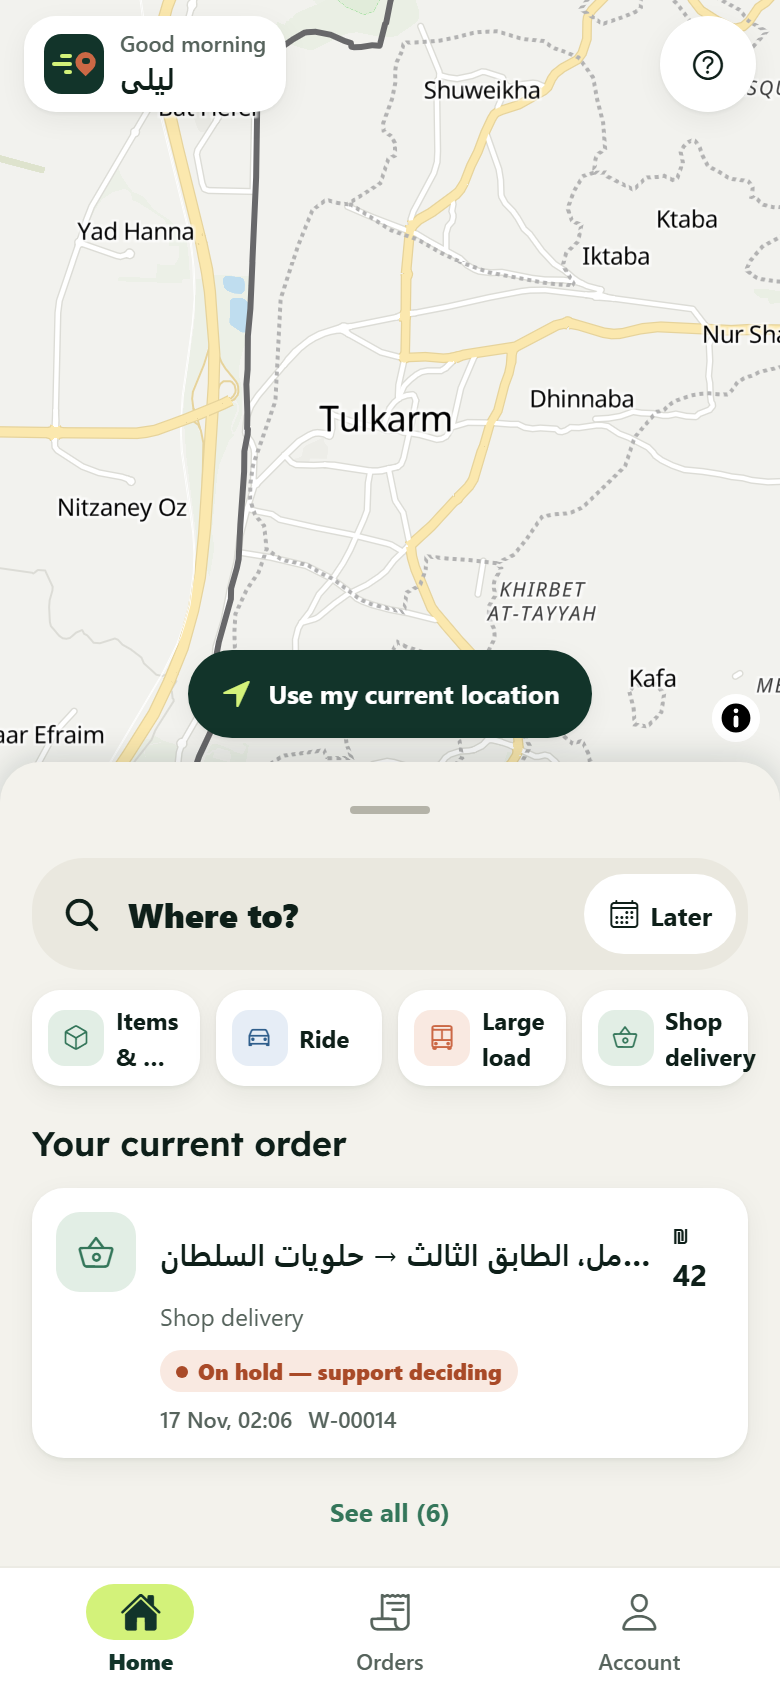 Good morning
ليلى
Shuweikha
Yad Hanna
Ktaba
Iktaba
Nur Sha
Dhinnaba
Tulkarm
Nitzaney Oz
KHIRBET
AT-TAYYAH
Kafa
Use my current location
aar Efraim
Where to?
Later
Items
& ...
Ride
Large
load
Shop
delivery
Your current order
حلويات السلطان → مل، الطابق الثالث...
₪
42
Shop delivery
On hold — support deciding
17 Nov, 02:06 W-00014
See all (6)
Home
Orders
Account